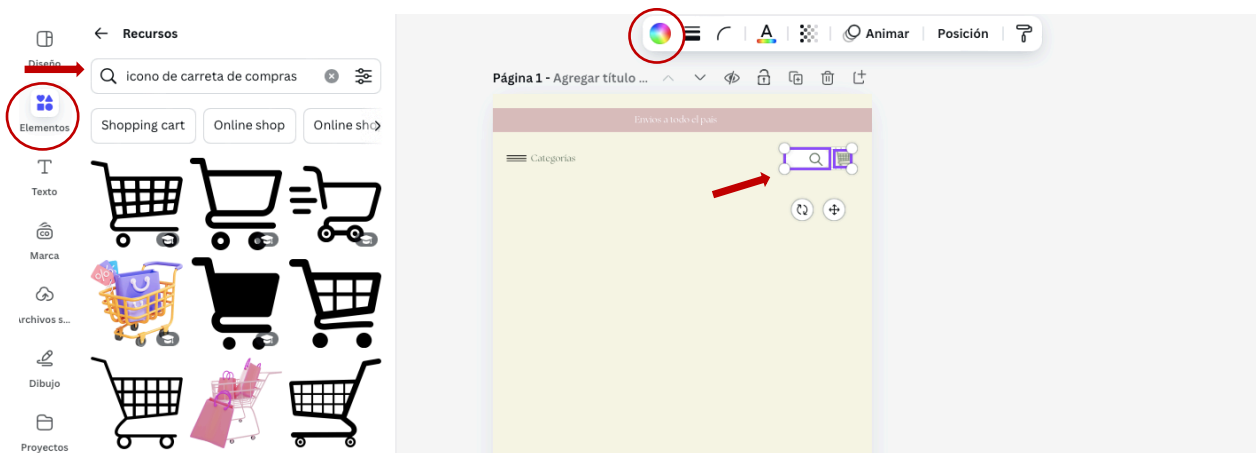 Diseño
Elementos
Texto
Marca
Archivos s...
Dibujo
Proyectos
Recursos
icono de carreta de compras
Shopping cart
Online shop
Online sho
Animar
Posición
Página 1 - Agregar título ...
Envíos a todo el país
Categorías